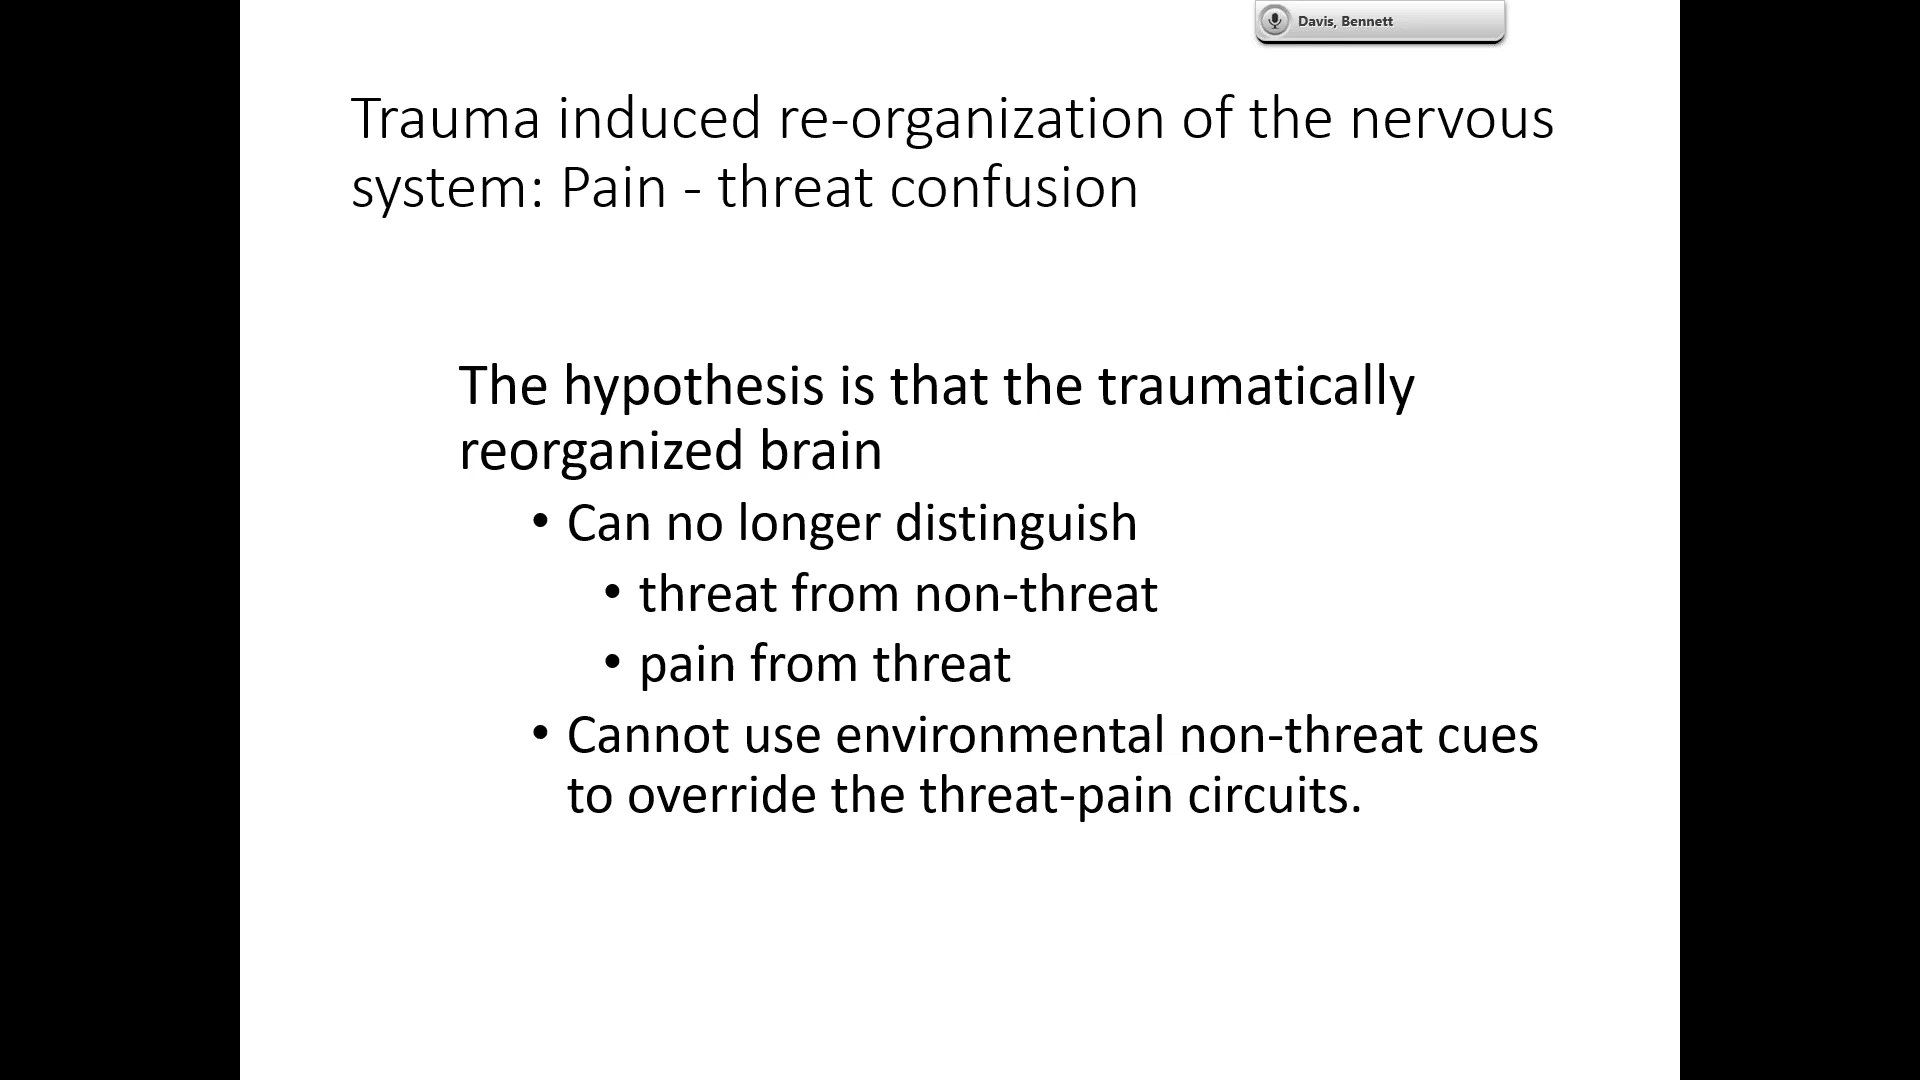 Davis, Bennett
Trauma induced re-organization of the nervous
system: Pain - threat confusion
The hypothesis is that the traumatically
reorganized brain
• Can no longer distinguish
• threat from non-threat
• pain from threat
• Cannot use environmental non-threat cues
to override the threat-pain circuits.